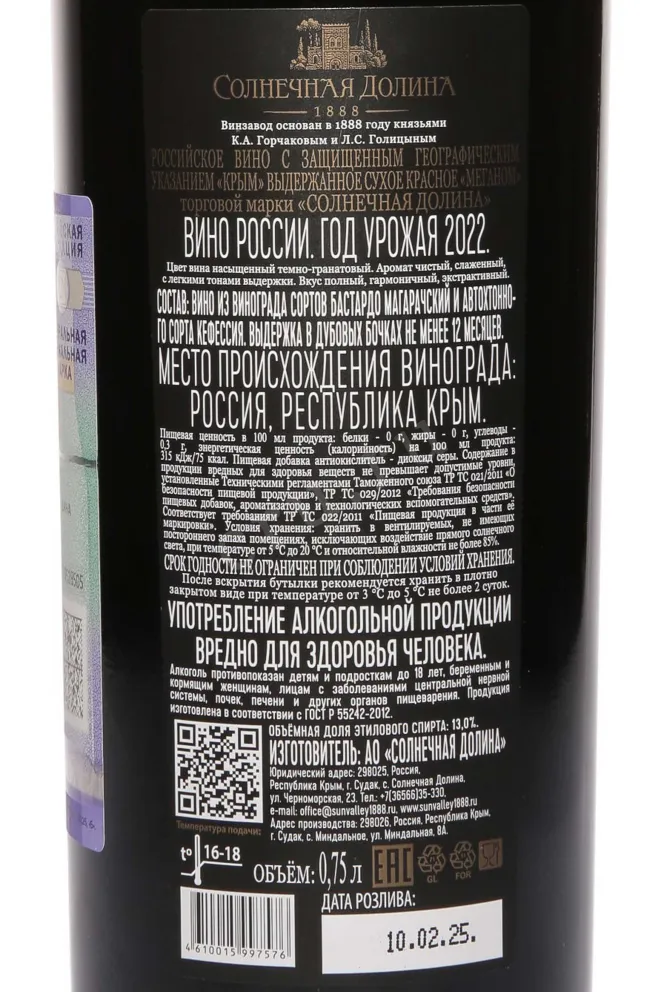 СОЛНЕЧНАЯ ДОЛИНА
1888
Винзавод основан в 1888 году князьями
К.А. Горчаковым и Л.С. Голицыным
РОССИЙСКОЕ ВИНО С ЗАЩИЩЕННЫМ ГЕОГРАФИЧЕСКИМ
УКАЗАНИЕМ «КРЫМ» ВЫДЕРЖАННОЕ СУХОЕ КРАСНОЕ «МЕГАНОМ»
торговой марки «СОЛНЕЧНАЯ ДОЛИНА»
ВИНО РОССИИ. ГОД УРОЖАЯ 2022.
Цвет вина насыщенный темно-гранатовый. Аромат чистый, слаженный,
с легкими тонами выдержки. Вкус полный, гармоничный, экстрактивный.
СОСТАВ: ВИНО ИЗ ВИНОГРАДА СОРТОВ БАСТАРДО МАГАРАЧСКИЙ И АВТОХТОННО-
ГО СОРТА КЕФЕССИЯ. ВЫДЕРЖКА В ДУБОВЫХ БОЧКАХ НЕ МЕНЕЕ 12 МЕСЯЦЕВ.
МЕСТО ПРОИСХОЖДЕНИЯ ВИНОГРАДА:
РОССИЯ, РЕСПУБЛИКА КРЫМ.
Пищевая ценность в 100 мл продукта: белки - 0 г, жиры - 0 г, углеводы -
0,3 г, энергетическая ценность (калорийность) на 100 мл продукта:
315 кДж/75 ккал. Пищевая добавка антиокислитель - диоксид серы. Содержание в
продукции вредных для здоровья веществ не превышает допустимые уровни,
установленные Техническими регламентами Таможенного союза ТР ТС 021/2011 «О
безопасности пищевой продукции», ТР ТС 029/2012 «Требования безопасности
пищевых добавок, ароматизаторов и технологических вспомогательных средств».
Соответствует требованиям ТР ТС 022/2011 «Пищевая продукция в части её
маркировки». Условия хранения: хранить в вентилируемых, не имеющих
постороннего запаха помещениях, исключающих воздействие прямого солнечного
света, при температуре от 5 °С до 20 °С и относительной влажности не более 85%.
СРОК ГОДНОСТИ НЕ ОГРАНИЧЕН ПРИ СОБЛЮДЕНИИ УСЛОВИЙ ХРАНЕНИЯ.
После вскрытия бутылки рекомендуется хранить в плотно
закрытом виде при температуре от 3 °С до 5 °С не более 2 суток.
УПОТРЕБЛЕНИЕ АЛКОГОЛЬНОЙ ПРОДУКЦИИ
ВРЕДНО ДЛЯ ЗДОРОВЬЯ ЧЕЛОВЕКА.
Алкоголь противопоказан детям и подросткам до 18 лет, беременным и
кормящим женщинам, лицам с заболеваниями центральной нервной
системы, почек, печени и других органов пищеварения. Продукция
изготовлена в соответствии с ГОСТ Р 55242-2012.
ОБЪЁМНАЯ ДОЛЯ ЭТИЛОВОГО СПИРТА: 13,0%.
ИЗГОТОВИТЕЛЬ: АО «СОЛНЕЧНАЯ ДОЛИНА»
Юридический адрес: 298025, Россия,
Республика Крым, г. Судак, с. Солнечная Долина,
ул. Черноморская, 23. Тел.: +7(36566)35-330,
e-mail: office@sunvalley1888.ru, www.sunvalley1888.ru
Адрес производства: 298026, Россия, Республика Крым,
г. Судак, с. Миндальное, ул. Миндальная, 8А.
Температура подачи:
t° 16-18
ОБЪЁМ: 0,75 л
EAC
GL
FOR
ДАТА РОЗЛИВА:
10.02.25.
4610015997576